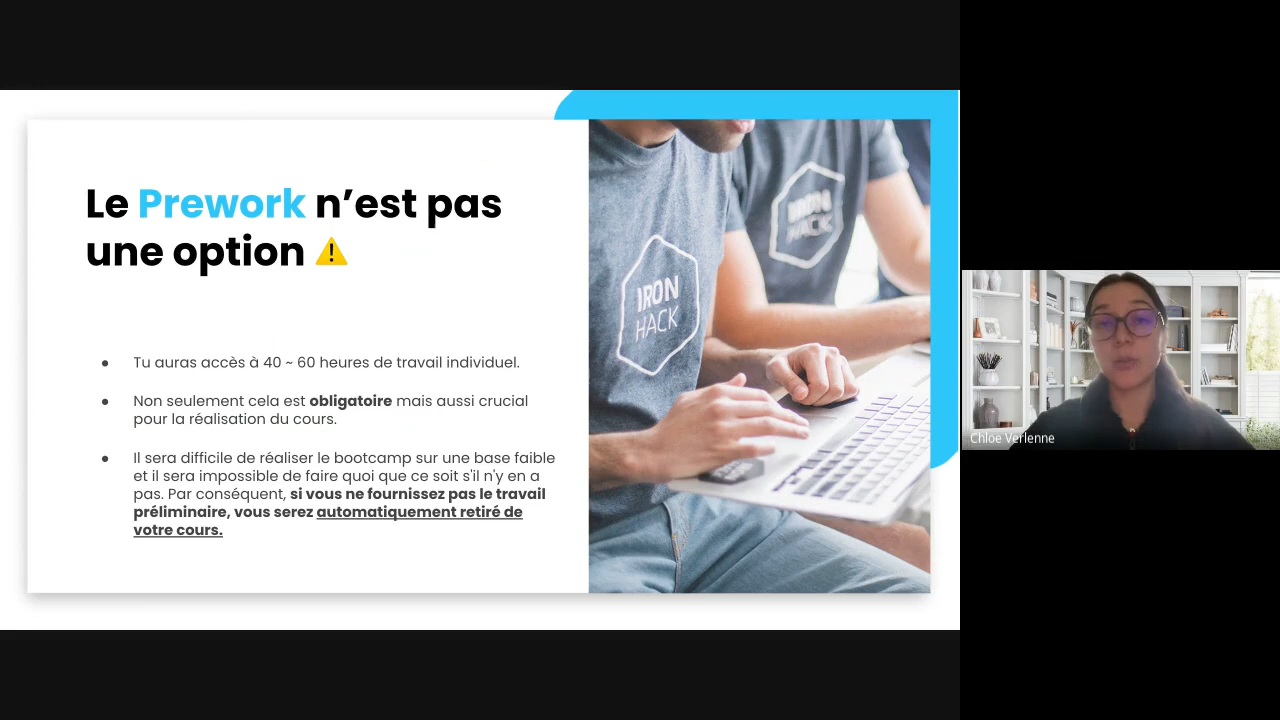 Le Prework n’est pas
une option ⚠️
● Tu auras accès à 40 ~ 60 heures de travail individuel.
● Non seulement cela est obligatoire mais aussi crucial
pour la réalisation du cours.
● Il sera difficile de réaliser le bootcamp sur une base faible
et il sera impossible de faire quoi que ce soit s'il n'y en a
pas. Par conséquent, si vous ne fournissez pas le travail
préliminaire, vous serez automatiquement retiré de
votre cours.
IRON
HACK
IRON
HACK
Chloe Verlenne